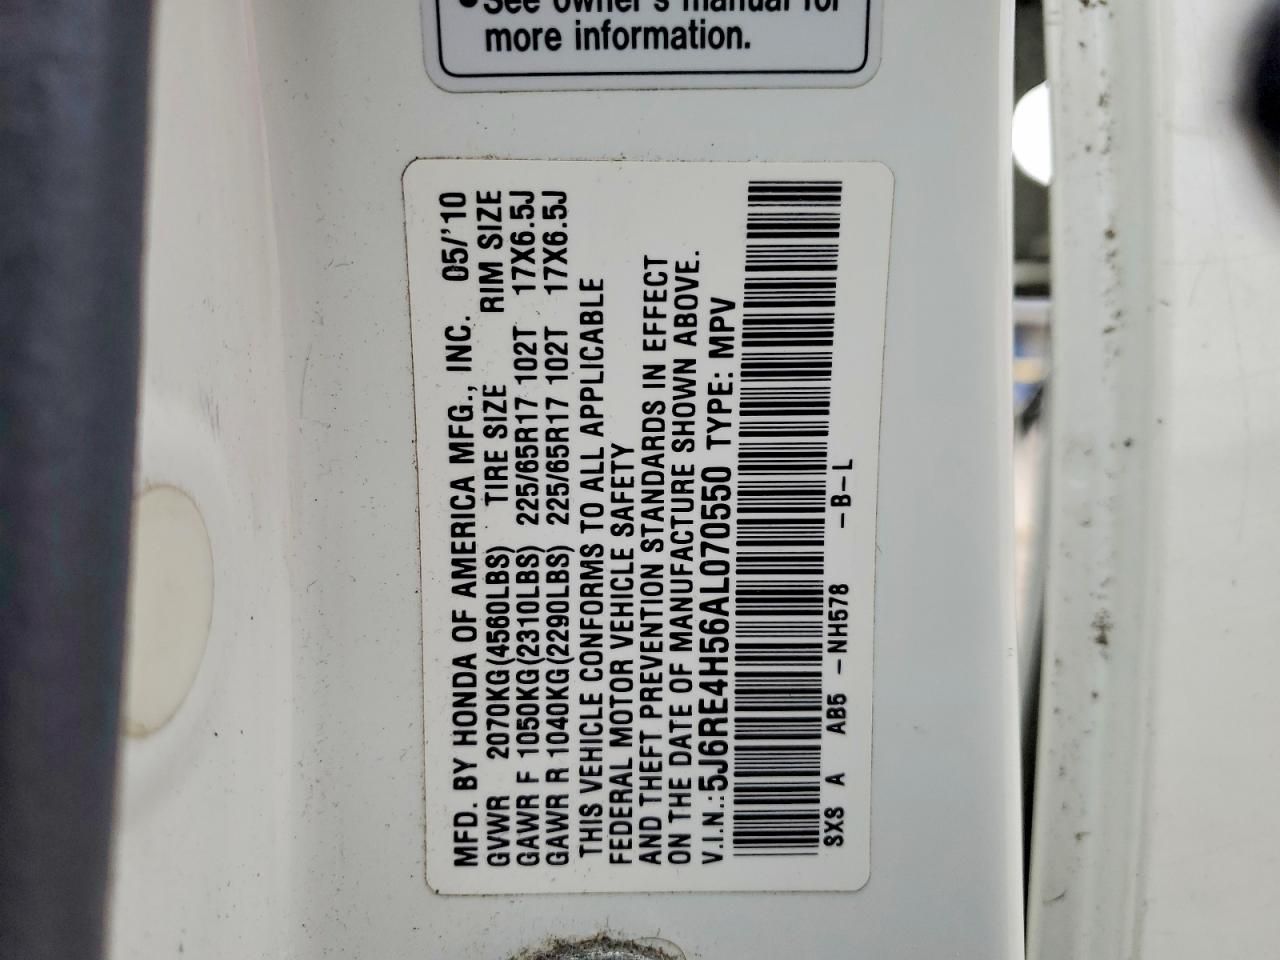 •See owner's manual for
more information.
MFD. BY HONDA OF AMERICA MFG., INC. 05/'10
GVWR 2070KG(4560LBS) TIRE SIZE RIM SIZE
GAWR F 1050KG(2310LBS) 225/65R17 102T 17X6.5J
GAWR R 1040KG(2290LBS) 225/65R17 102T 17X6.5J
THIS VEHICLE CONFORMS TO ALL APPLICABLE
FEDERAL MOTOR VEHICLE SAFETY
AND THEFT PREVENTION STANDARDS IN EFFECT
ON THE DATE OF MANUFACTURE SHOWN ABOVE.
V.I.N.:5J6RE4H56AL070550 TYPE: MPV
SXS A AB5 -NH578 -B-L